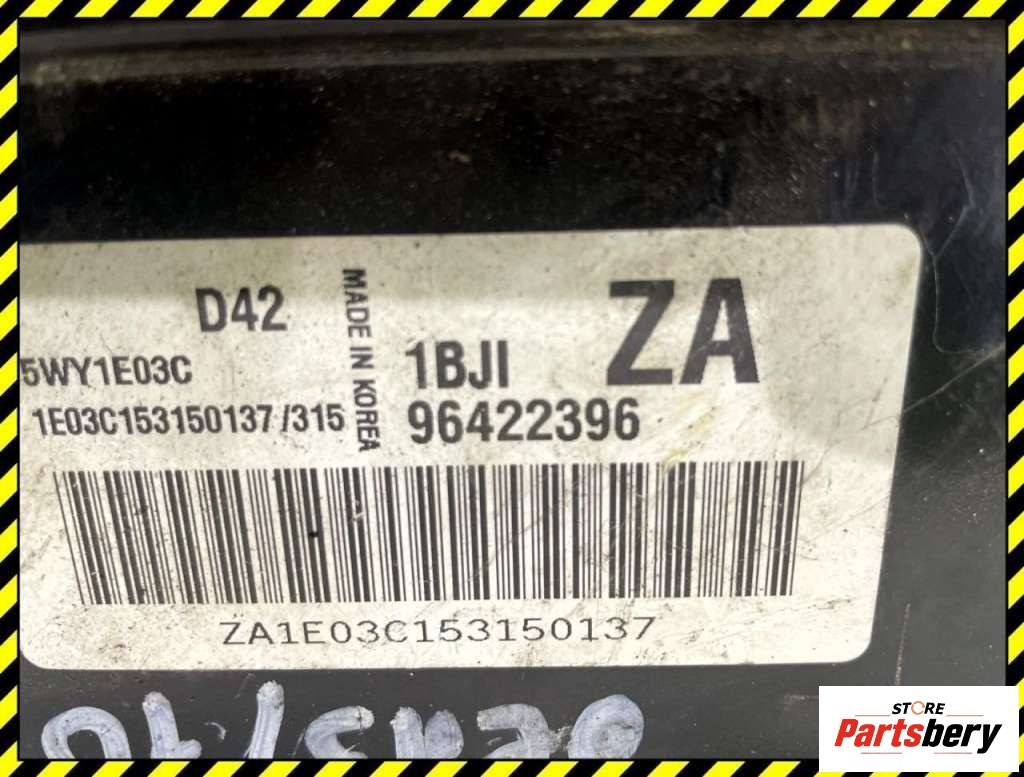 D42
MADE IN KOREA
ZA
5WY1E03C
1BJI
1E03C153150137 /315
96422396
ZA1E03C153150137
STORE
Partsbery